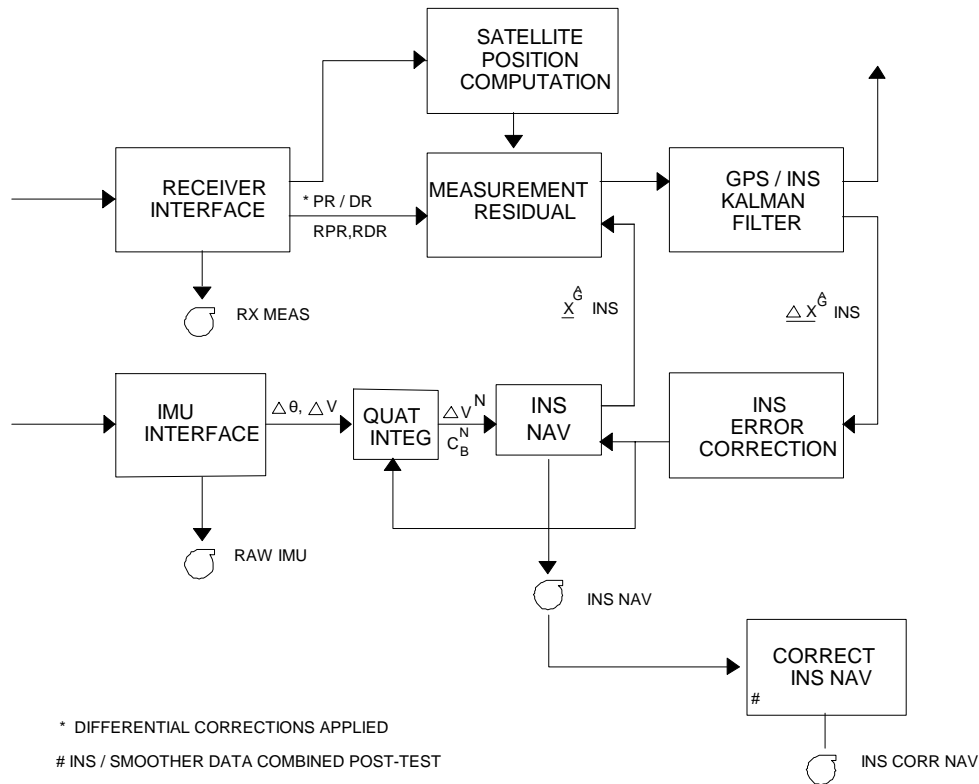 SATELLITE
POSITION
COMPUTATION
RECEIVER
INTERFACE
* PR / DR
RPR,RDR
MEASUREMENT
RESIDUAL
GPS / INS
KALMAN
FILTER
RX MEAS
X^Ĝ INS
△ X^Ĝ INS
IMU
INTERFACE
△θ, △V
QUAT
INTEG
△V^N
C_B^N
INS
NAV
INS
ERROR
CORRECTION
RAW IMU
INS NAV
CORRECT
INS NAV
#
* DIFFERENTIAL CORRECTIONS APPLIED
# INS / SMOOTHER DATA COMBINED POST-TEST
INS CORR NAV